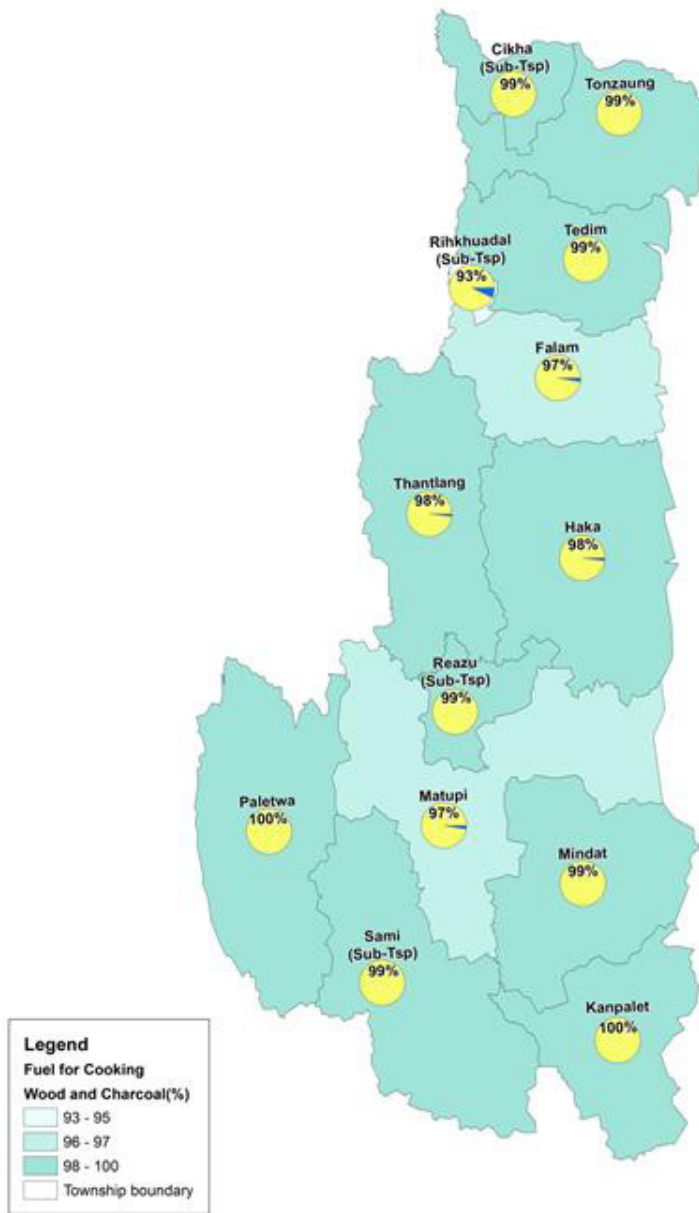 Cikha
(Sub-Tsp)
99%
Tonzaung
99%
Rihkhuadal
(Sub-Tsp)
93%
Tedim
99%
Falam
97%
Thantlang
98%
Haka
98%
Reazu
(Sub-Tsp)
99%
Paletwa
100%
Matupi
97%
Mindat
99%
Sami
(Sub-Tsp)
99%
Kanpalet
100%
Legend
Fuel for Cooking
Wood and Charcoal(%)
93 - 95
96 - 97
98 - 100
Township boundary